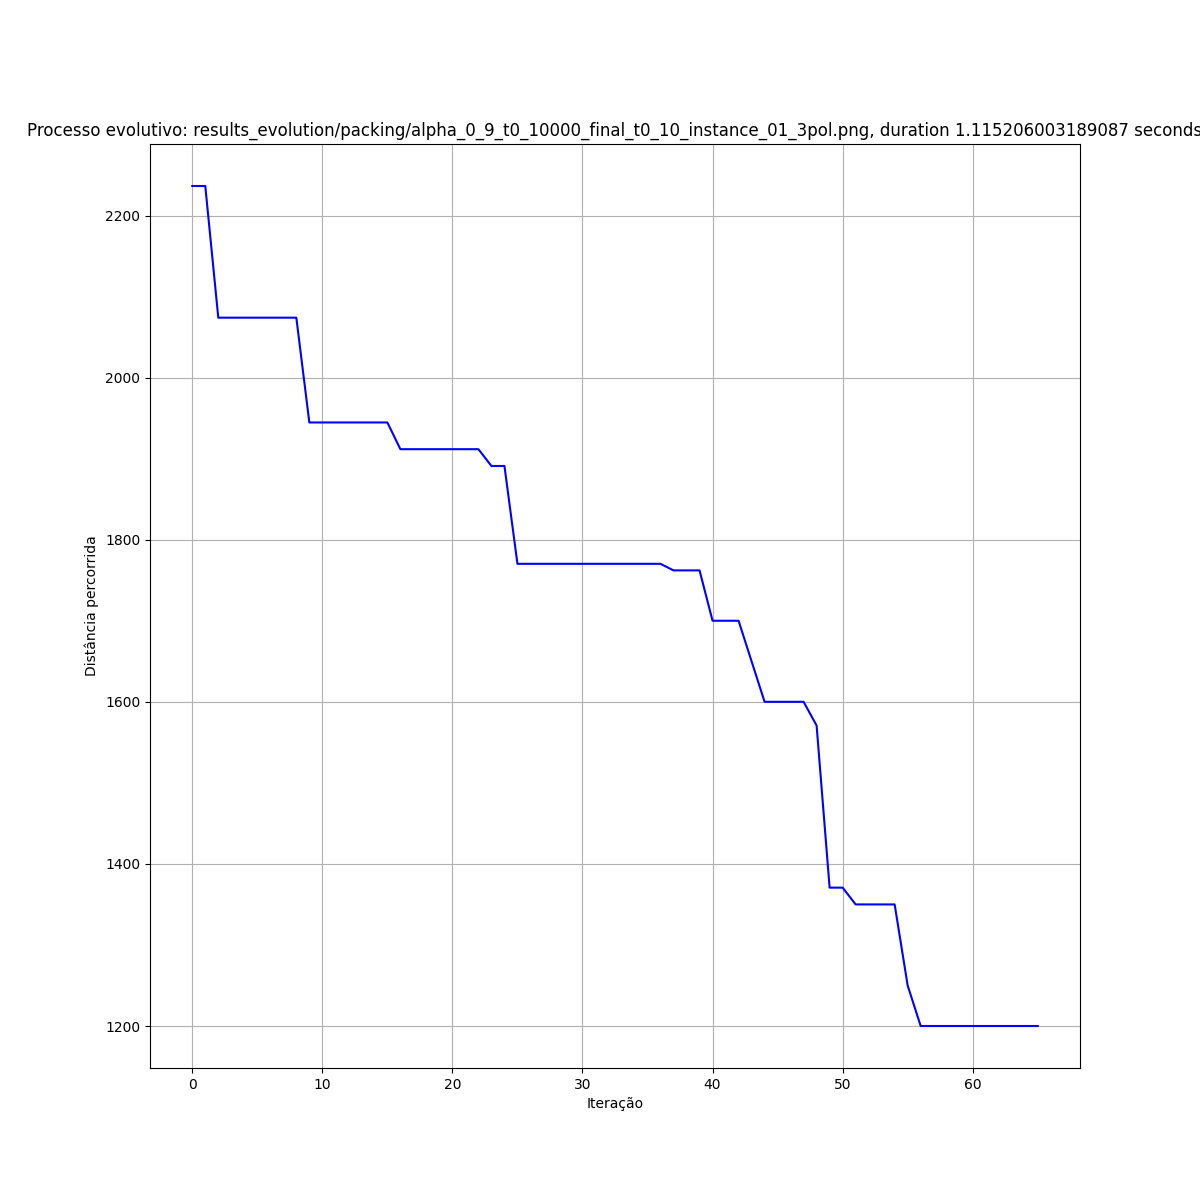 Processo evolutivo: results_evolution/packing/alpha_0_9_t0_10000_final_t0_10_instance_01_3pol.png, duration 1.115206003189087 seconds
2200
2000
1800
1600
1400
1200
Distância percorrida
0 10 20 30 40 50 60
Iteração